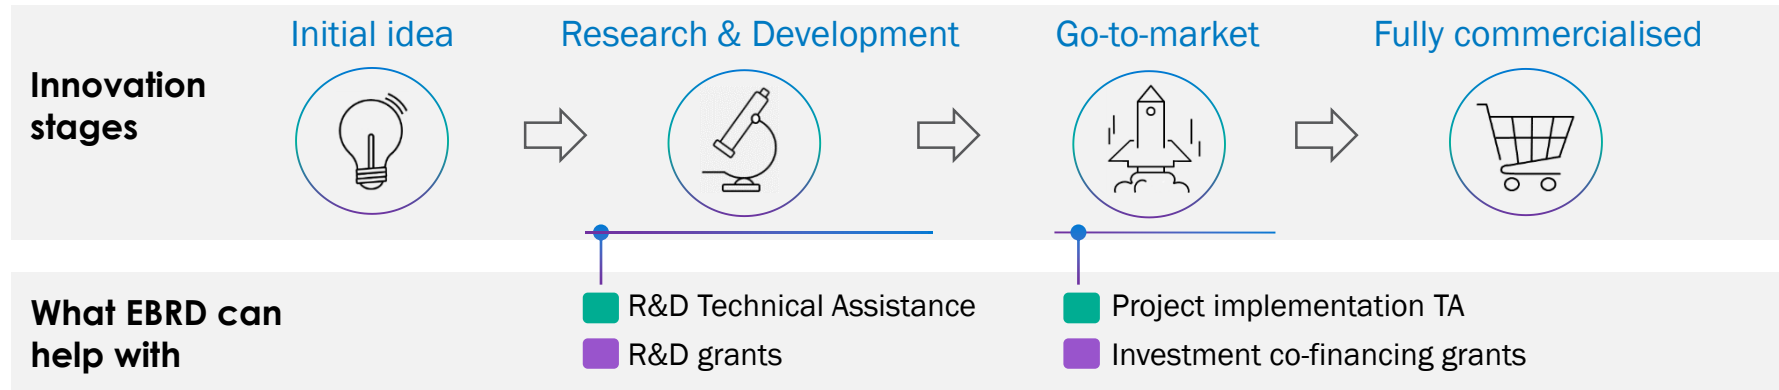 Initial idea
Research & Development
Go-to-market
Fully commercialised
Innovation
stages
What EBRD can
help with
R&D Technical Assistance
R&D grants
Project implementation TA
Investment co-financing grants